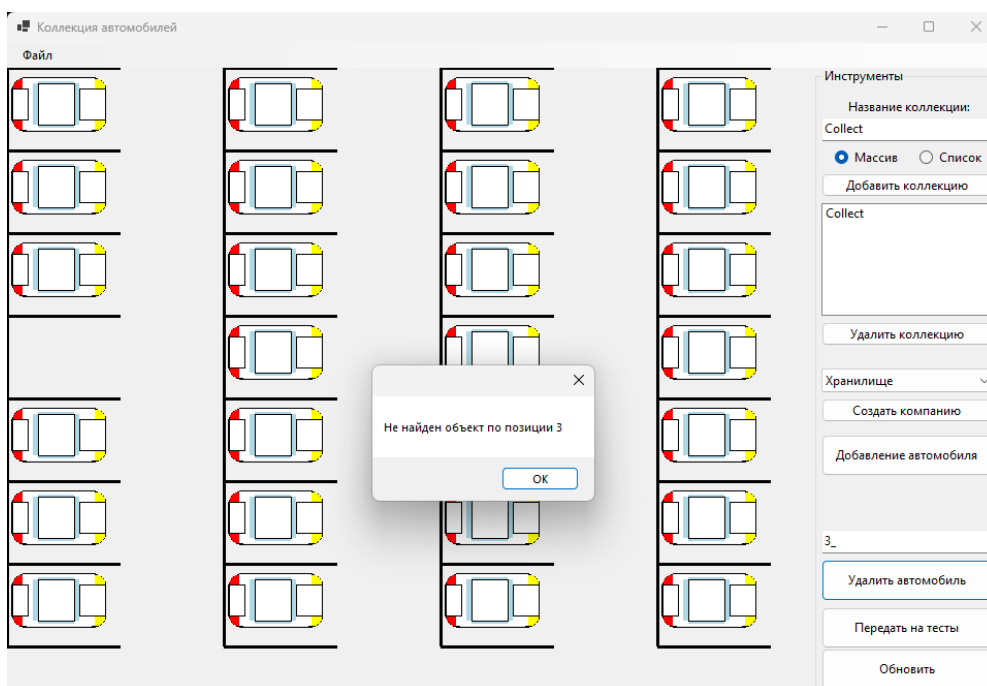 Коллекция автомобилей
Файл
Инструменты
Название коллекции:
Collect
Массив
Список
Добавить коллекцию
Collect
Удалить коллекцию
Хранилище
Создать компанию
Добавление автомобиля
3_
Удалить автомобиль
Передать на тесты
Обновить
Не найден объект по позиции 3
ОК